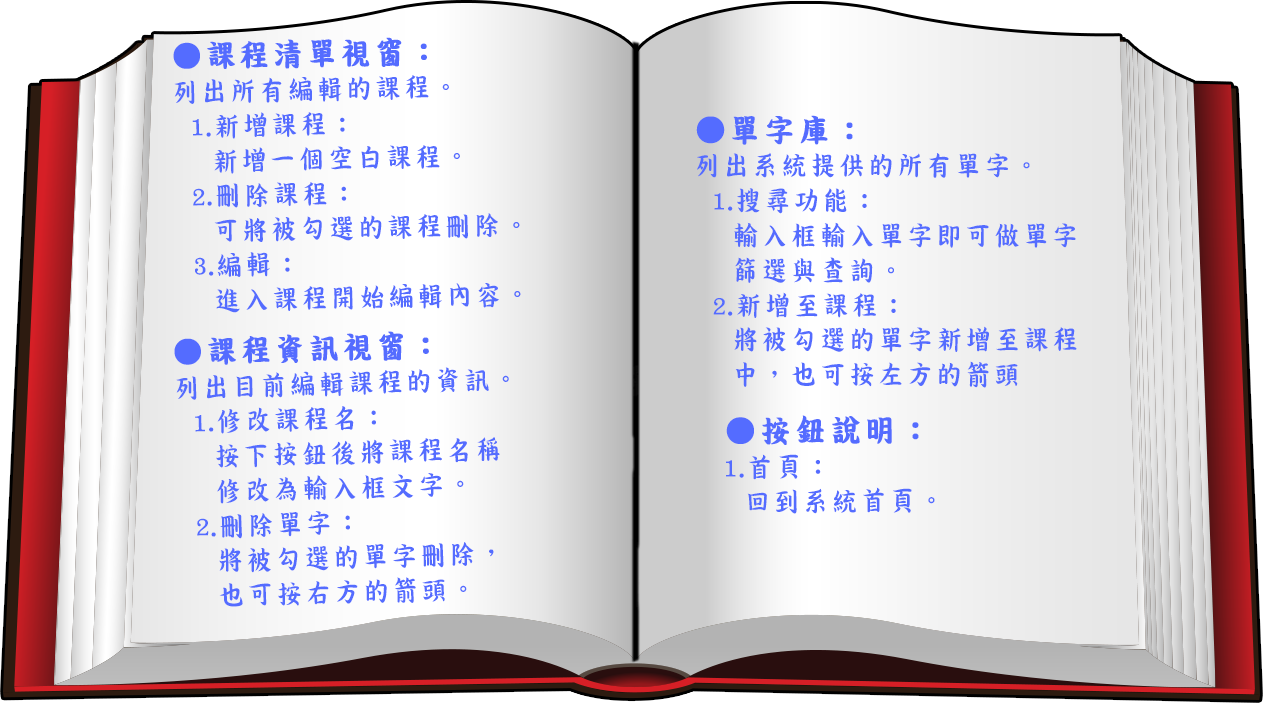 ●課程清單視窗：
列出所有編輯的課程。
1.新增課程：
新增一個空白課程。
2.刪除課程：
可將被勾選的課程刪除。
3.編輯：
進入課程開始編輯內容。
●課程資訊視窗：
列出目前編輯課程的資訊。
1.修改課程名：
按下按鈕後將課程名稱
修改為輸入框文字。
2.刪除單字：
將被勾選的單字刪除，
也可按右方的箭頭。
●單字庫：
列出系統提供的所有單字。
1.搜尋功能：
輸入框輸入單字即可做單字
篩選與查詢。
2.新增至課程：
將被勾選的單字新增至課程
中，也可按左方的箭頭
●按鈕說明：
1.首頁：
回到系統首頁。